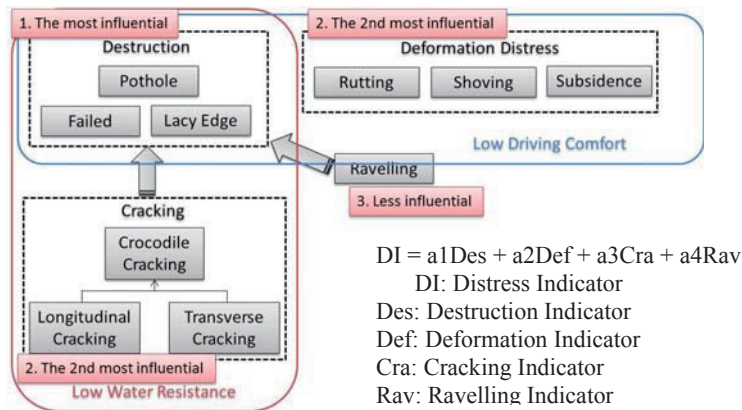 1. The most influential
Destruction
Pothole
Failed
Lacy Edge
2. The 2nd most influential
Deformation Distress
Rutting
Shoving
Subsidence
Low Driving Comfort
Ravelling
3. Less influential
Cracking
Crocodile
Cracking
Longitudinal
Cracking
Transverse
Cracking
2. The 2nd most influential
Low Water Resistance
DI = a1Des + a2Def + a3Cra + a4Rav
DI: Distress Indicator
Des: Destruction Indicator
Def: Deformation Indicator
Cra: Cracking Indicator
Rav: Ravelling Indicator